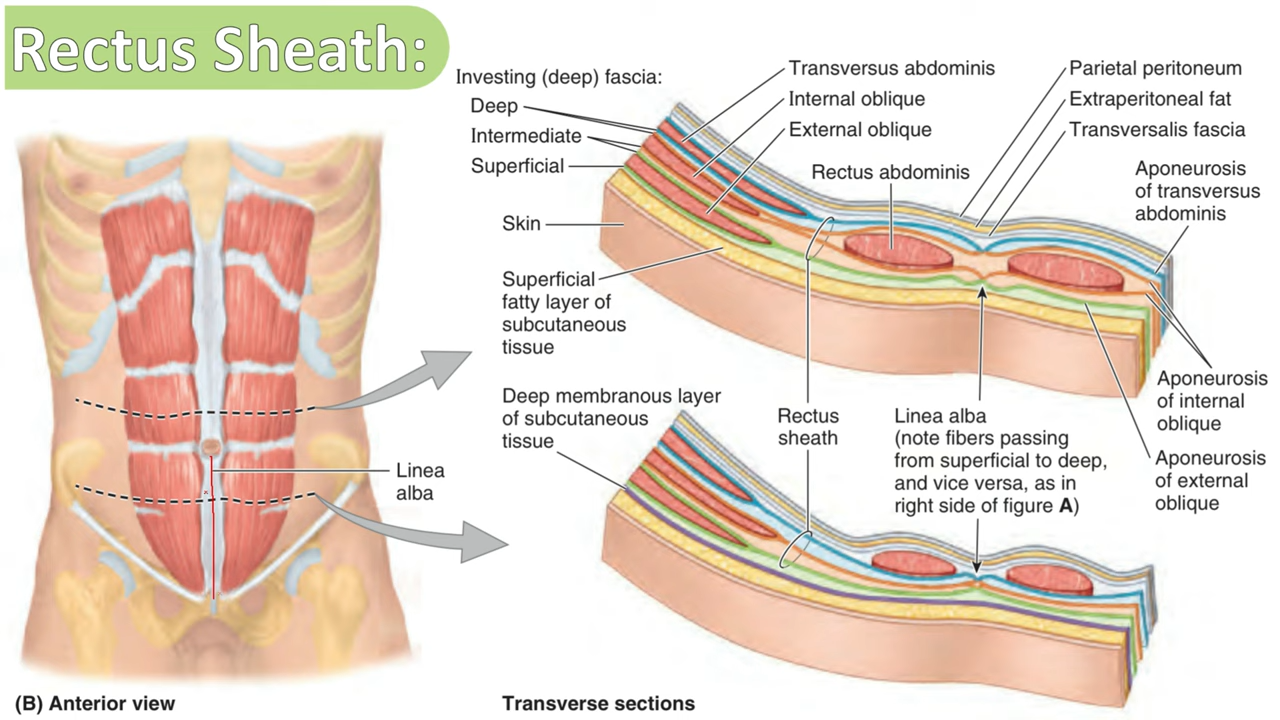 Rectus Sheath:
Investing (deep) fascia:
Deep
Intermediate
Superficial
Skin
Superficial
fatty layer of
subcutaneous
tissue
Transversus abdominis
Internal oblique
External oblique
Rectus abdominis
Parietal peritoneum
Extraperitoneal fat
Transversalis fascia
Aponeurosis
of transversus
abdominis
Aponeurosis
of internal
oblique
Aponeurosis
of external
oblique
Deep membranous layer
of subcutaneous
tissue
Rectus
sheath
Linea alba
(note fibers passing
from superficial to deep,
and vice versa, as in
right side of figure A)
Linea
alba
(B) Anterior view
Transverse sections